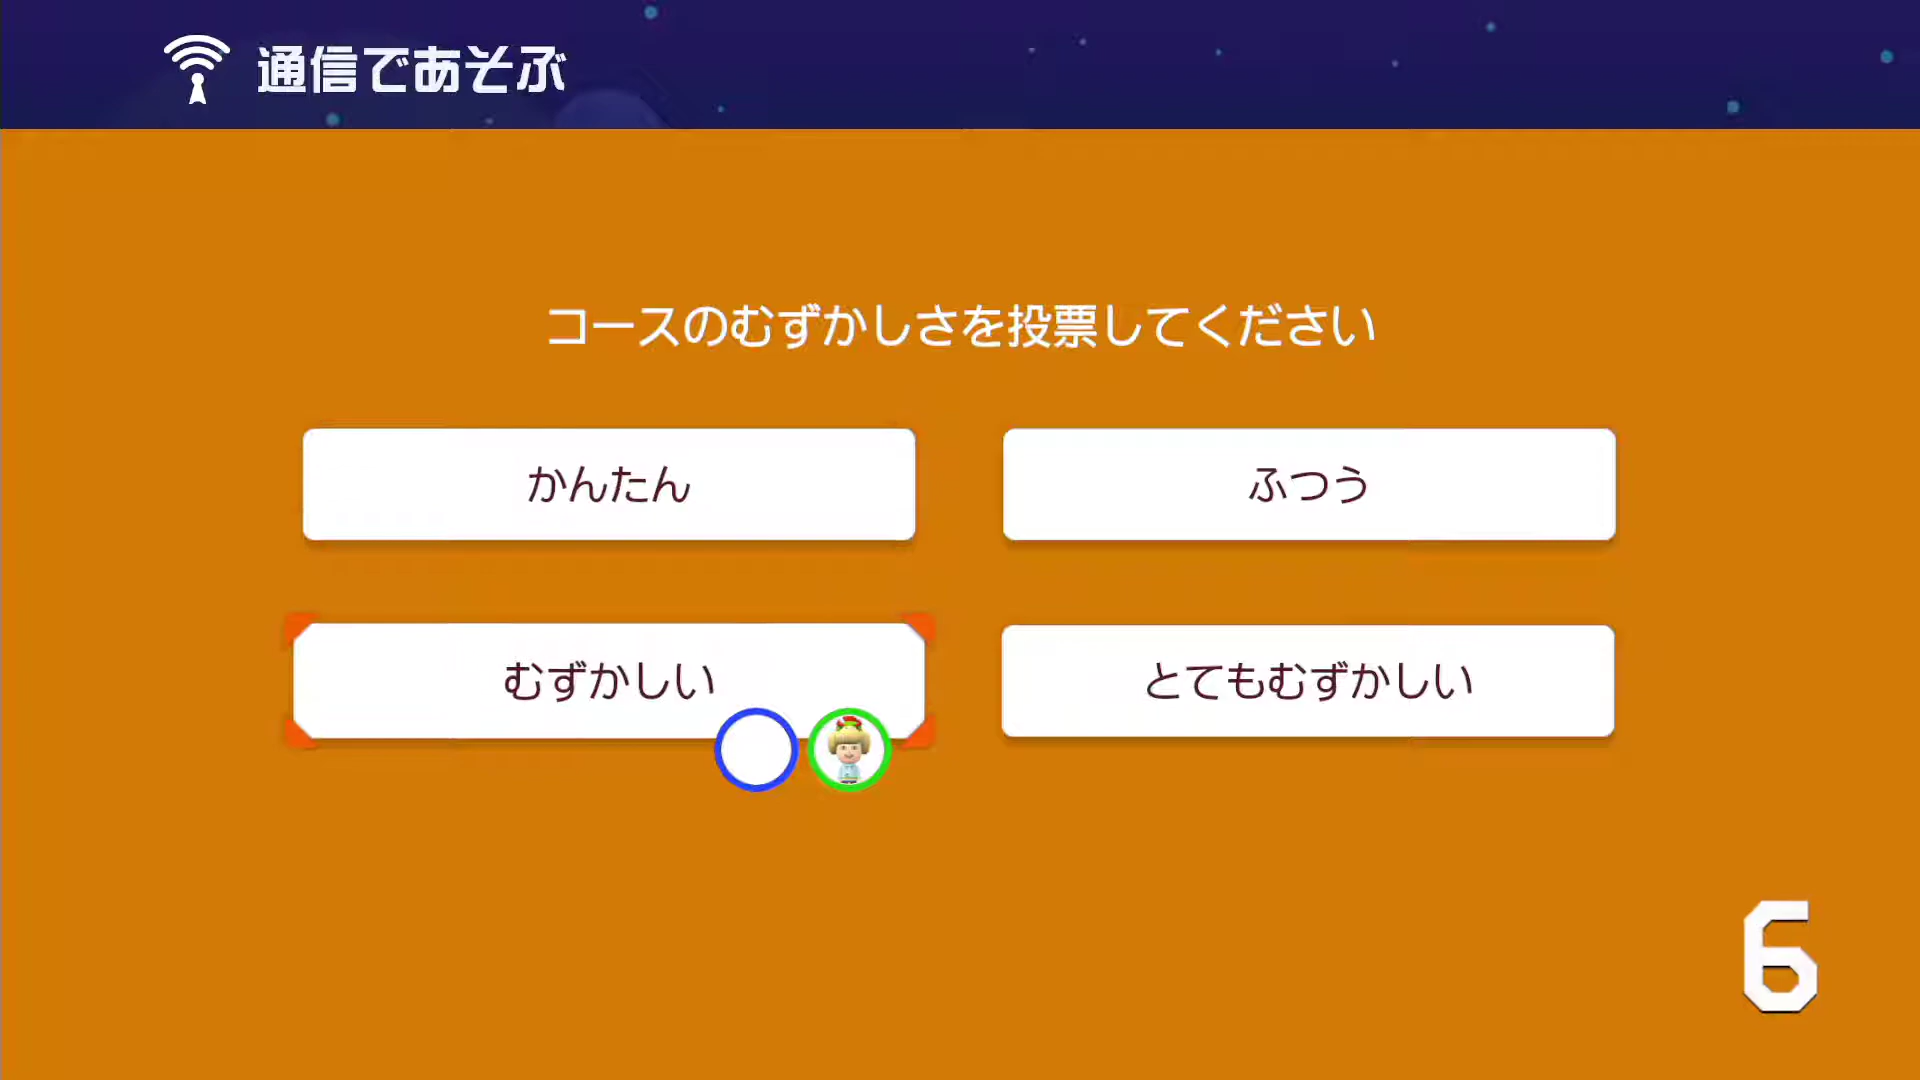 通信であそぶ
コースのむずかしさを投票してください
かんたん
ふつう
むずかしい
とてもむずかしい
6